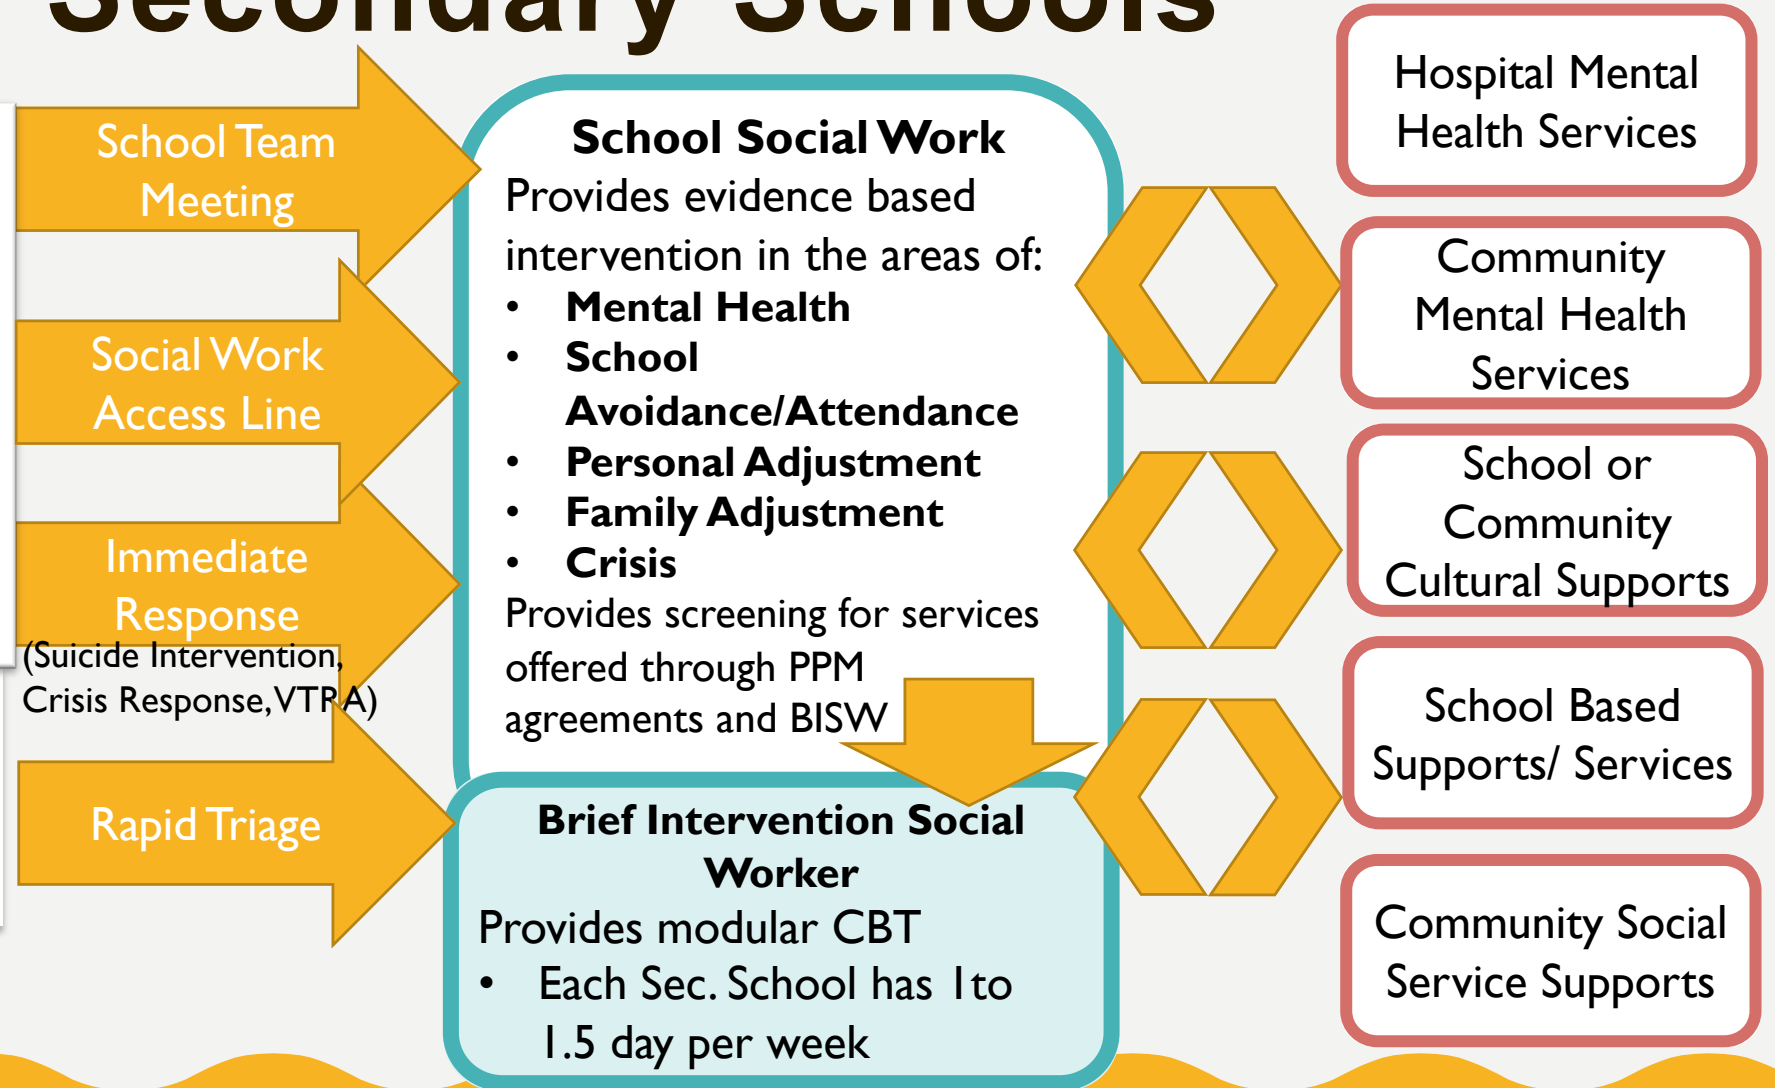 Secondary Schools
School Team
Meeting
Social Work
Access Line
Immediate
Response
(Suicide Intervention,
Crisis Response, VTRA)
Rapid Triage
School Social Work
Provides evidence based
intervention in the areas of:
• Mental Health
• School
Avoidance/Attendance
• Personal Adjustment
• Family Adjustment
• Crisis
Provides screening for services
offered through PPM
agreements and BISW
Brief Intervention Social
Worker
Provides modular CBT
• Each Sec. School has 1to
1.5 day per week
Hospital Mental
Health Services
Community
Mental Health
Services
School or
Community
Cultural Supports
School Based
Supports/ Services
Community Social
Service Supports